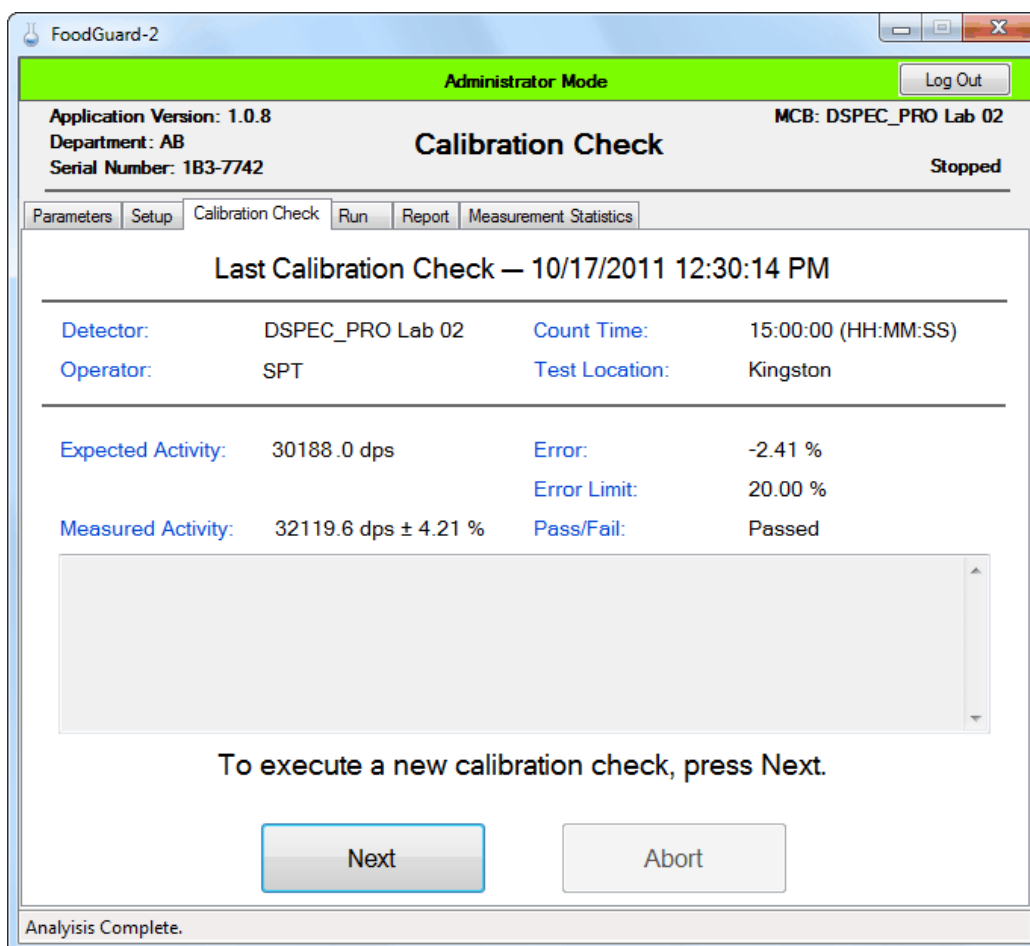 FoodGuard-2
Administrator Mode
Log Out
Application Version: 1.0.8
MCB: DSPEC_PRO Lab 02
Department: AB
Calibration Check
Serial Number: 1B3-7742
Stopped
Parameters Setup Calibration Check Run Report Measurement Statistics
Last Calibration Check — 10/17/2011 12:30:14 PM
Detector: DSPEC_PRO Lab 02 Count Time: 15:00:00 (HH:MM:SS)
Operator: SPT Test Location: Kingston
Expected Activity: 30188.0 dps Error: -2.41 %
Error Limit: 20.00 %
Measured Activity: 32119.6 dps ± 4.21 % Pass/Fail: Passed
To execute a new calibration check, press Next.
Next Abort
Analyisis Complete.